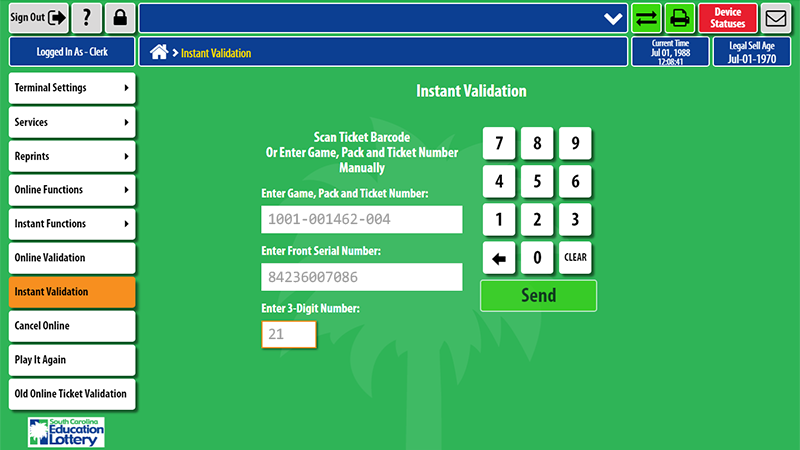 Sign Out
?
Device
Statuses
Logged In As - Clerk
> Instant Validation
Current Time
Jul 01, 1988
12:08:41
Legal Sell Age
Jul-01-1970
Terminal Settings
Services
Reprints
Online Functions
Instant Functions
Online Validation
Instant Validation
Cancel Online
Play It Again
Old Online Ticket Validation
South Carolina
Education
Lottery
Instant Validation
Scan Ticket Barcode
Or Enter Game, Pack and Ticket Number
Manually
Enter Game, Pack and Ticket Number:
1001-001462-004
Enter Front Serial Number:
84236007086
Enter 3-Digit Number:
21
7 8 9
4 5 6
1 2 3
0 CLEAR
Send